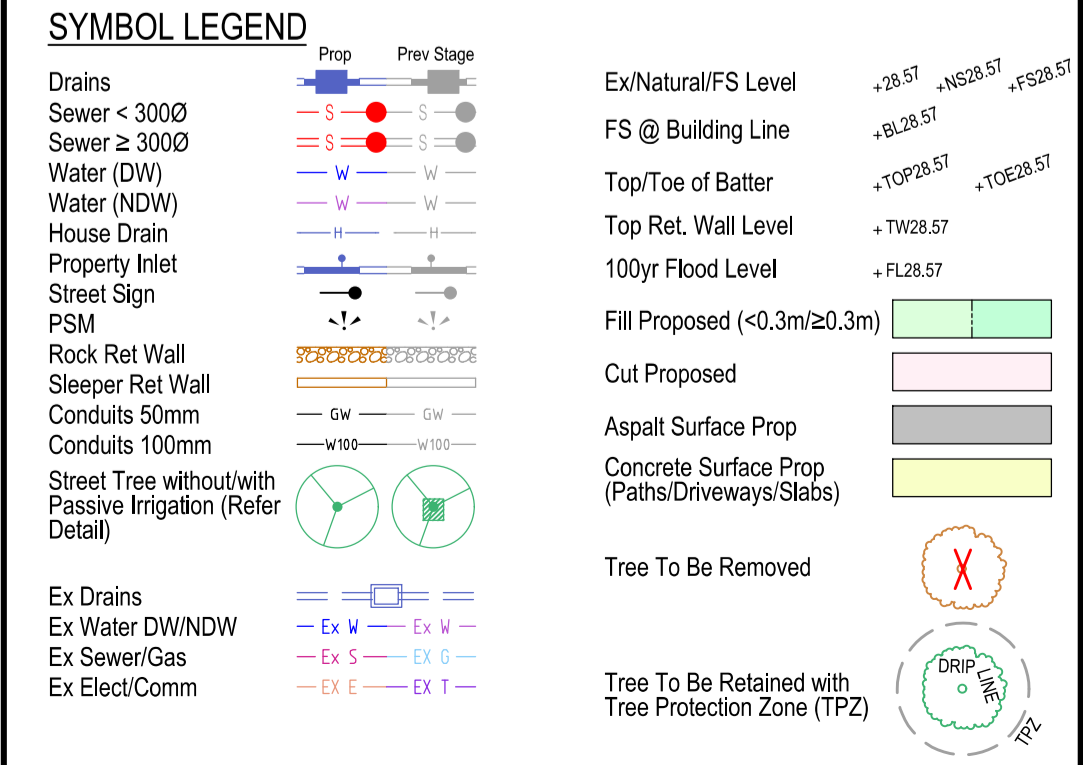 SYMBOL LEGEND
Prop Prev Stage
Drains
Sewer < 300Ø S S
Sewer ≥ 300Ø S S
Water (DW) W W
Water (NDW) W W
House Drain H H
Property Inlet
Street Sign
PSM
Rock Ret Wall
Sleeper Ret Wall
Conduits 50mm GW GW
Conduits 100mm W100 W100
Street Tree without/with
Passive Irrigation (Refer
Detail)
Ex Drains
Ex Water DW/NDW Ex W Ex W
Ex Sewer/Gas Ex S EX G
Ex Elect/Comm EX E EX T
Ex/Natural/FS Level +28.57 +NS28.57 +FS28.57
FS @ Building Line +BL28.57
Top/Toe of Batter +TOP28.57 +TOE28.57
Top Ret. Wall Level + TW28.57
100yr Flood Level + FL28.57
Fill Proposed (<0.3m/≥0.3m)
Cut Proposed
Aspalt Surface Prop
Concrete Surface Prop
(Paths/Driveways/Slabs)
Tree To Be Removed
Tree To Be Retained with
Tree Protection Zone (TPZ)
DRIP LINE
TPZ